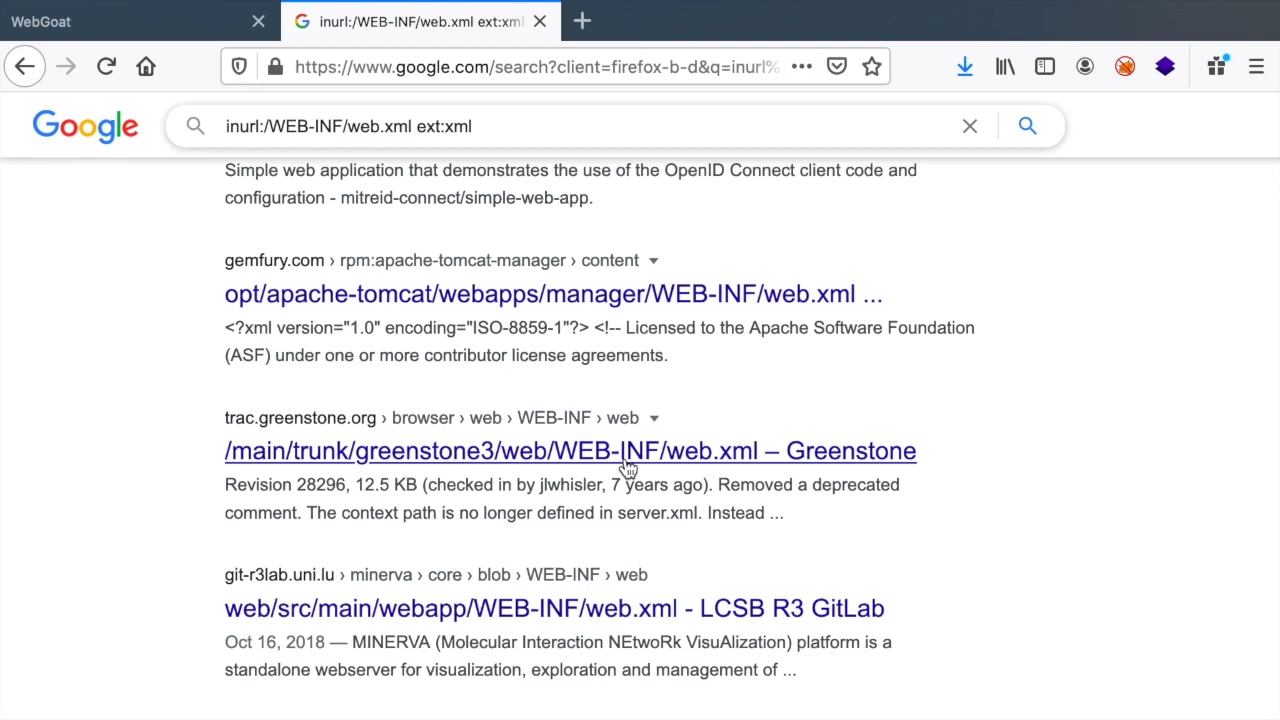 WebGoat
inurl:/WEB-INF/web.xml ext:xml
https://www.google.com/search?client=firefox-b-d&q=inurl%
Google
inurl:/WEB-INF/web.xml ext:xml
Simple web application that demonstrates the use of the OpenID Connect client code and
configuration - mitreid-connect/simple-web-app.
gemfury.com › rpm:apache-tomcat-manager › content
opt/apache-tomcat/webapps/manager/WEB-INF/web.xml ...
<?xml version="1.0" encoding="ISO-8859-1"?> <!-- Licensed to the Apache Software Foundation
(ASF) under one or more contributor license agreements.
trac.greenstone.org › browser › web › WEB-INF › web
/main/trunk/greenstone3/web/WEB-INF/web.xml – Greenstone
Revision 28296, 12.5 KB (checked in by jlwhisler, 7 years ago). Removed a deprecated
comment. The context path is no longer defined in server.xml. Instead ...
git-r3lab.uni.lu › minerva › core › blob › WEB-INF › web
web/src/main/webapp/WEB-INF/web.xml - LCSB R3 GitLab
Oct 16, 2018 — MINERVA (Molecular Interaction NEtwoRk VisuAlization) platform is a
standalone webserver for visualization, exploration and management of ...